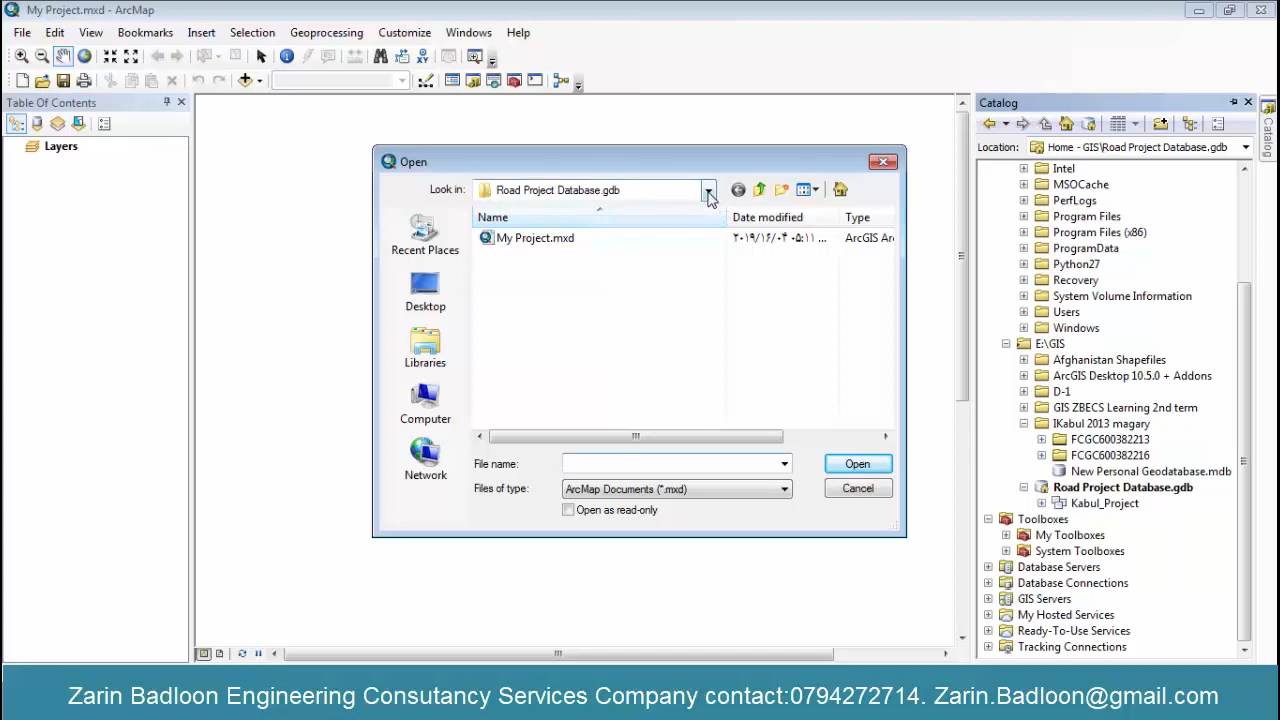 My Project.mxd - ArcMap
File Edit View Bookmarks Insert Selection Geoprocessing Customize Windows Help
Table Of Contents
Layers
Open
Look in: Road Project Database.gdb
Name Date modified Type
My Project.mxd ٢٠١٩/١۶/٠۴ ٠۵:١١ ... ArcGIS Ar
Recent Places
Desktop
Libraries
Computer
Network
File name: Open
Files of type: ArcMap Documents (*.mxd) Cancel
Open as read-only
Catalog
Location: Home - GIS\Road Project Database.gdb
Intel
MSOCache
PerfLogs
Program Files
Program Files (x86)
ProgramData
Python27
Recovery
System Volume Information
Users
Windows
E:\GIS
Afghanistan Shapefiles
ArcGIS Desktop 10.5.0 + Addons
D-1
GIS ZBECS Learning 2nd term
IKabul 2013 magary
FCGC600382213
FCGC600382216
New Personal Geodatabase.mdb
Road Project Database.gdb
Kabul_Project
Toolboxes
My Toolboxes
System Toolboxes
Database Servers
Database Connections
GIS Servers
My Hosted Services
Ready-To-Use Services
Tracking Connections
Catalog
Zarin Badloon Engineering Consutancy Services Company contact:0794272714. Zarin.Badloon@gmail.com